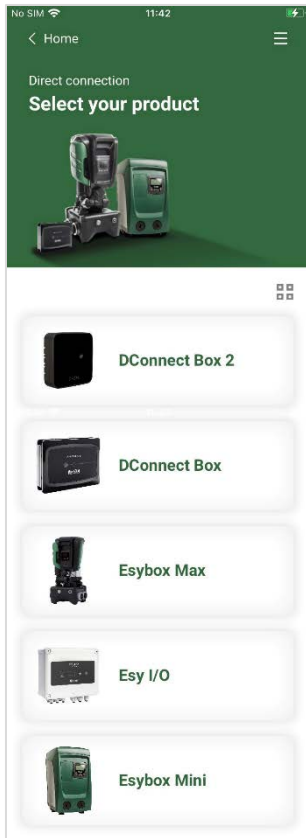 No SIM 11:42
Home
Direct connection
Select your product
DConnect Box 2
DConnect Box
Esybox Max
Esy I/O
Esybox Mini